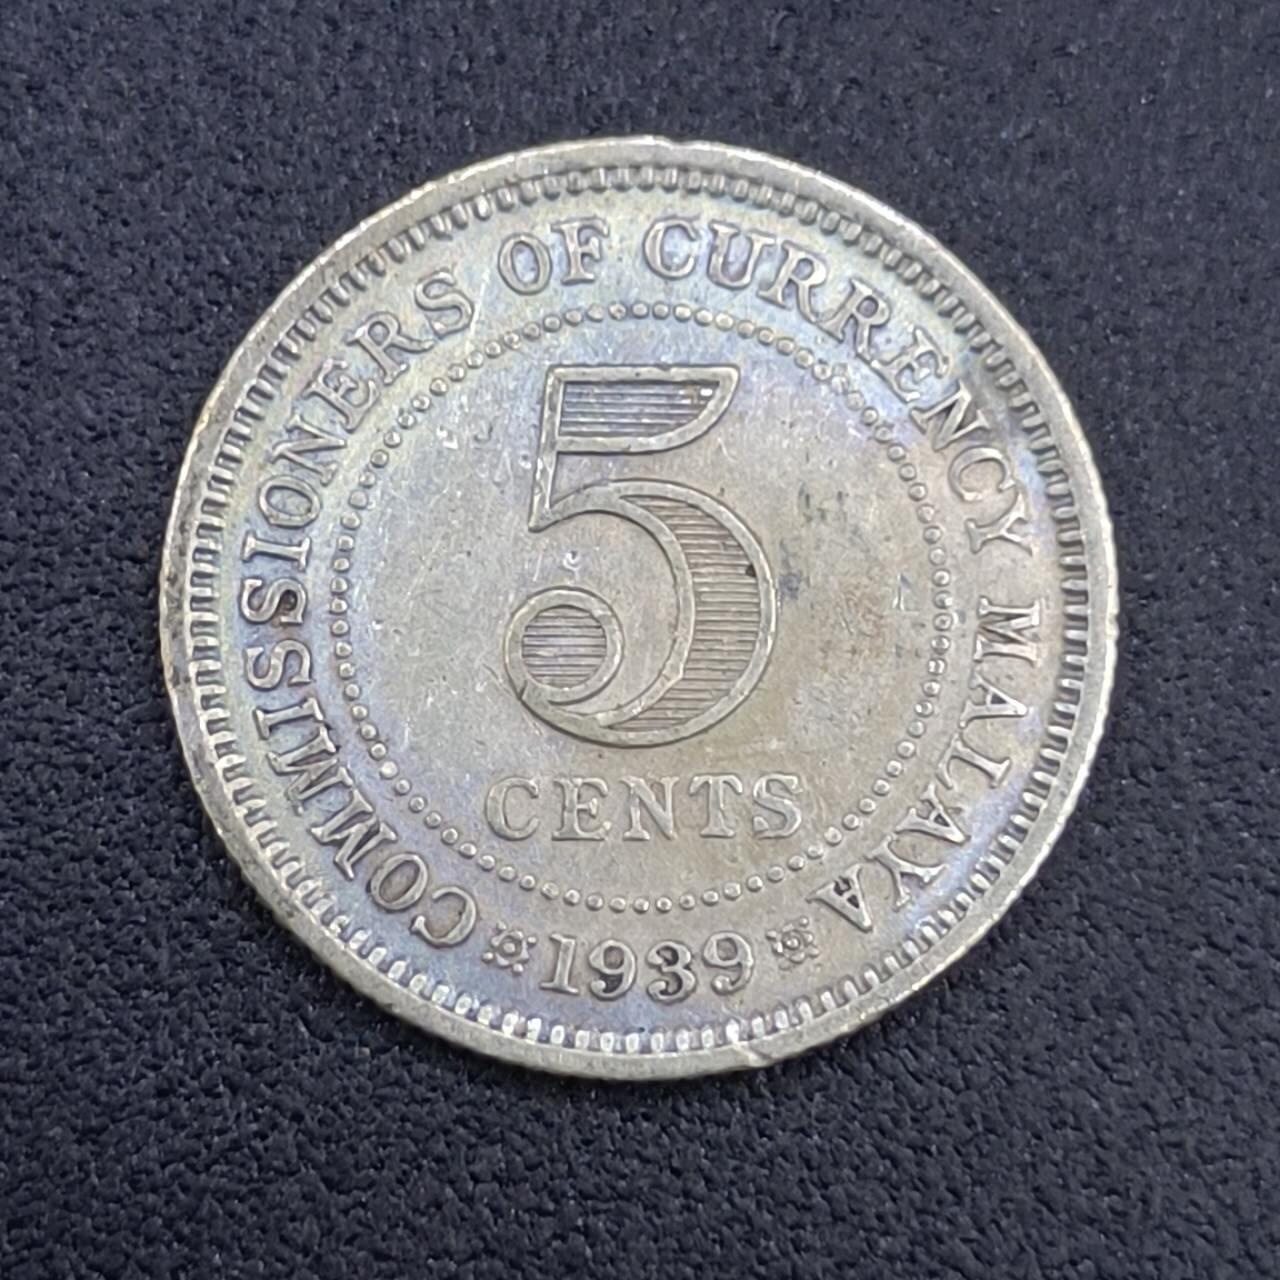 COMMISSIONERS OF CURRENCY MALAYA
5
CENTS
1939